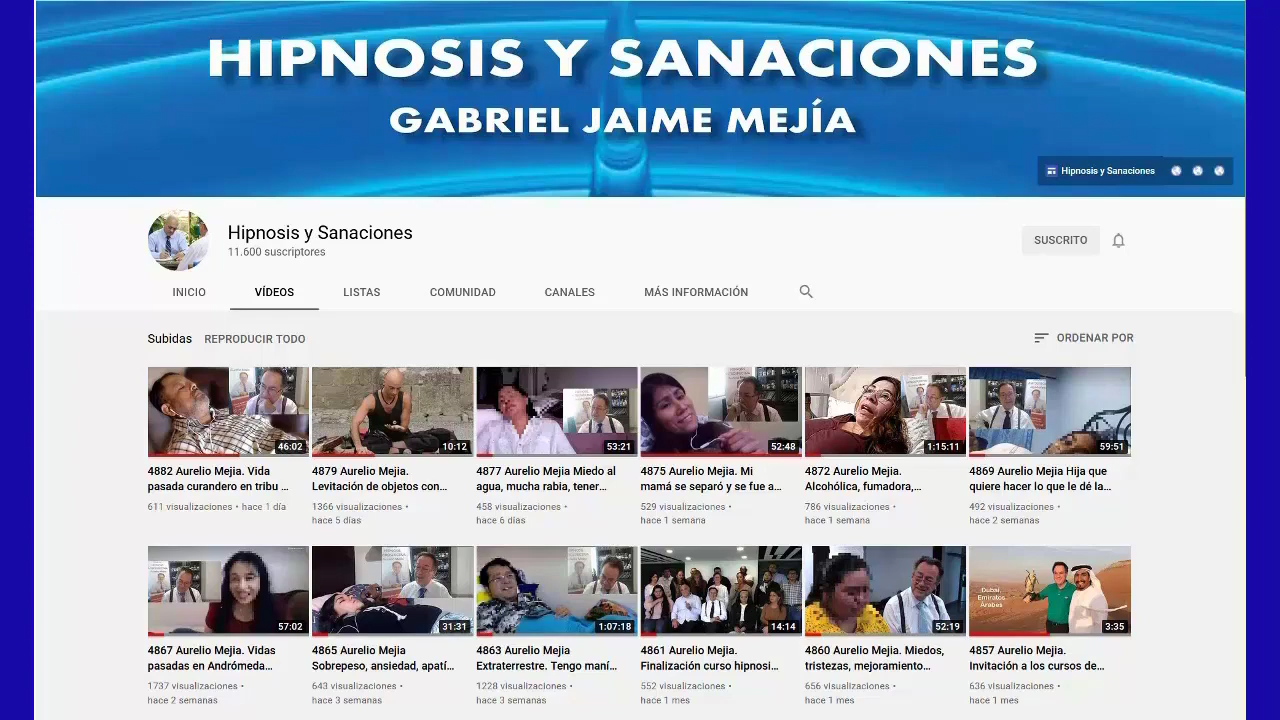 HIPNOSIS Y SANACIONES
GABRIEL JAIME MEJÍA
Hipnosis y Sanaciones
Hipnosis y Sanaciones
11.600 suscriptores
SUSCRITO
INICIO VÍDEOS LISTAS COMUNIDAD CANALES MÁS INFORMACIÓN
Subidas REPRODUCIR TODO ORDENAR POR
46:02 10:12 53:21 52:48 1:15:11 59:51
4882 Aurelio Mejia. Vida
pasada curandero en tribu ...
611 visualizaciones • hace 1 día
4879 Aurelio Mejia.
Levitación de objetos con...
1366 visualizaciones •
hace 5 días
4877 Aurelio Mejia Miedo al
agua, mucha rabia, tener...
458 visualizaciones •
hace 6 días
4875 Aurelio Mejia. Mi
mamá se separó y se fue a...
529 visualizaciones •
hace 1 semana
4872 Aurelio Mejia.
Alcohólica, fumadora,...
786 visualizaciones •
hace 1 semana
4869 Aurelio Mejia Hija que
quiere hacer lo que le dé la...
492 visualizaciones •
hace 2 semanas
Dubai,
Emiratos
Árabes
57:02 31:31 1:07:18 14:14 52:19 3:35
4867 Aurelio Mejia. Vidas
pasadas en Andrómeda...
1737 visualizaciones •
hace 2 semanas
4865 Aurelio Mejia
Sobrepeso, ansiedad, apatí...
643 visualizaciones •
hace 3 semanas
4863 Aurelio Mejia
Extraterrestre. Tengo maní...
1228 visualizaciones •
hace 3 semanas
4861 Aurelio Mejia.
Finalización curso hipnosi...
552 visualizaciones •
hace 1 mes
4860 Aurelio Mejia. Miedos,
tristezas, mejoramiento...
656 visualizaciones •
hace 1 mes
4857 Aurelio Mejia.
Invitación a los cursos de...
636 visualizaciones •
hace 1 mes